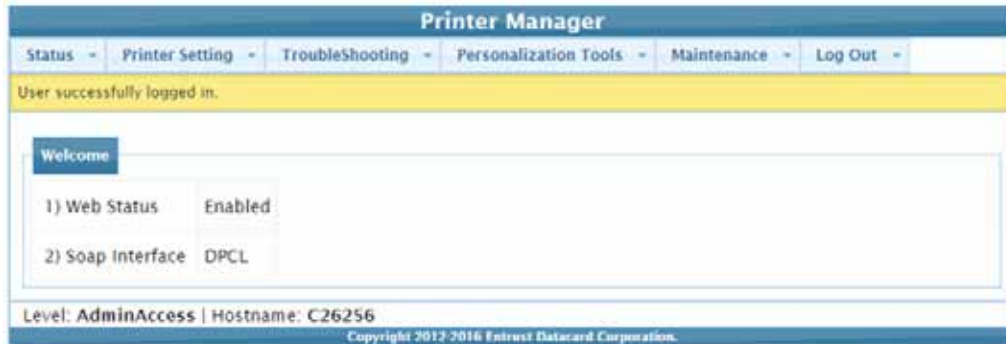 Printer Manager
Status Printer Setting TroubleShooting Personalization Tools Maintenance Log Out
User successfully logged in.
Welcome
1) Web Status Enabled
2) Soap Interface DPCL
Level: AdminAccess | Hostname: C26256
Copyright 2012-2016 Entrust Datacard Corporation.